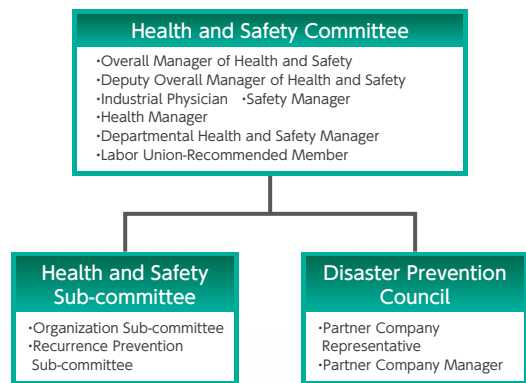 Health and Safety Committee
・Overall Manager of Health and Safety
・Deputy Overall Manager of Health and Safety
・Industrial Physician ・Safety Manager
・Health Manager
・Departmental Health and Safety Manager
・Labor Union-Recommended Member
Health and Safety
Sub-committee
・Organization Sub-committee
・Recurrence Prevention
Sub-committee
Disaster Prevention
Council
・Partner Company
Representative
・Partner Company Manager